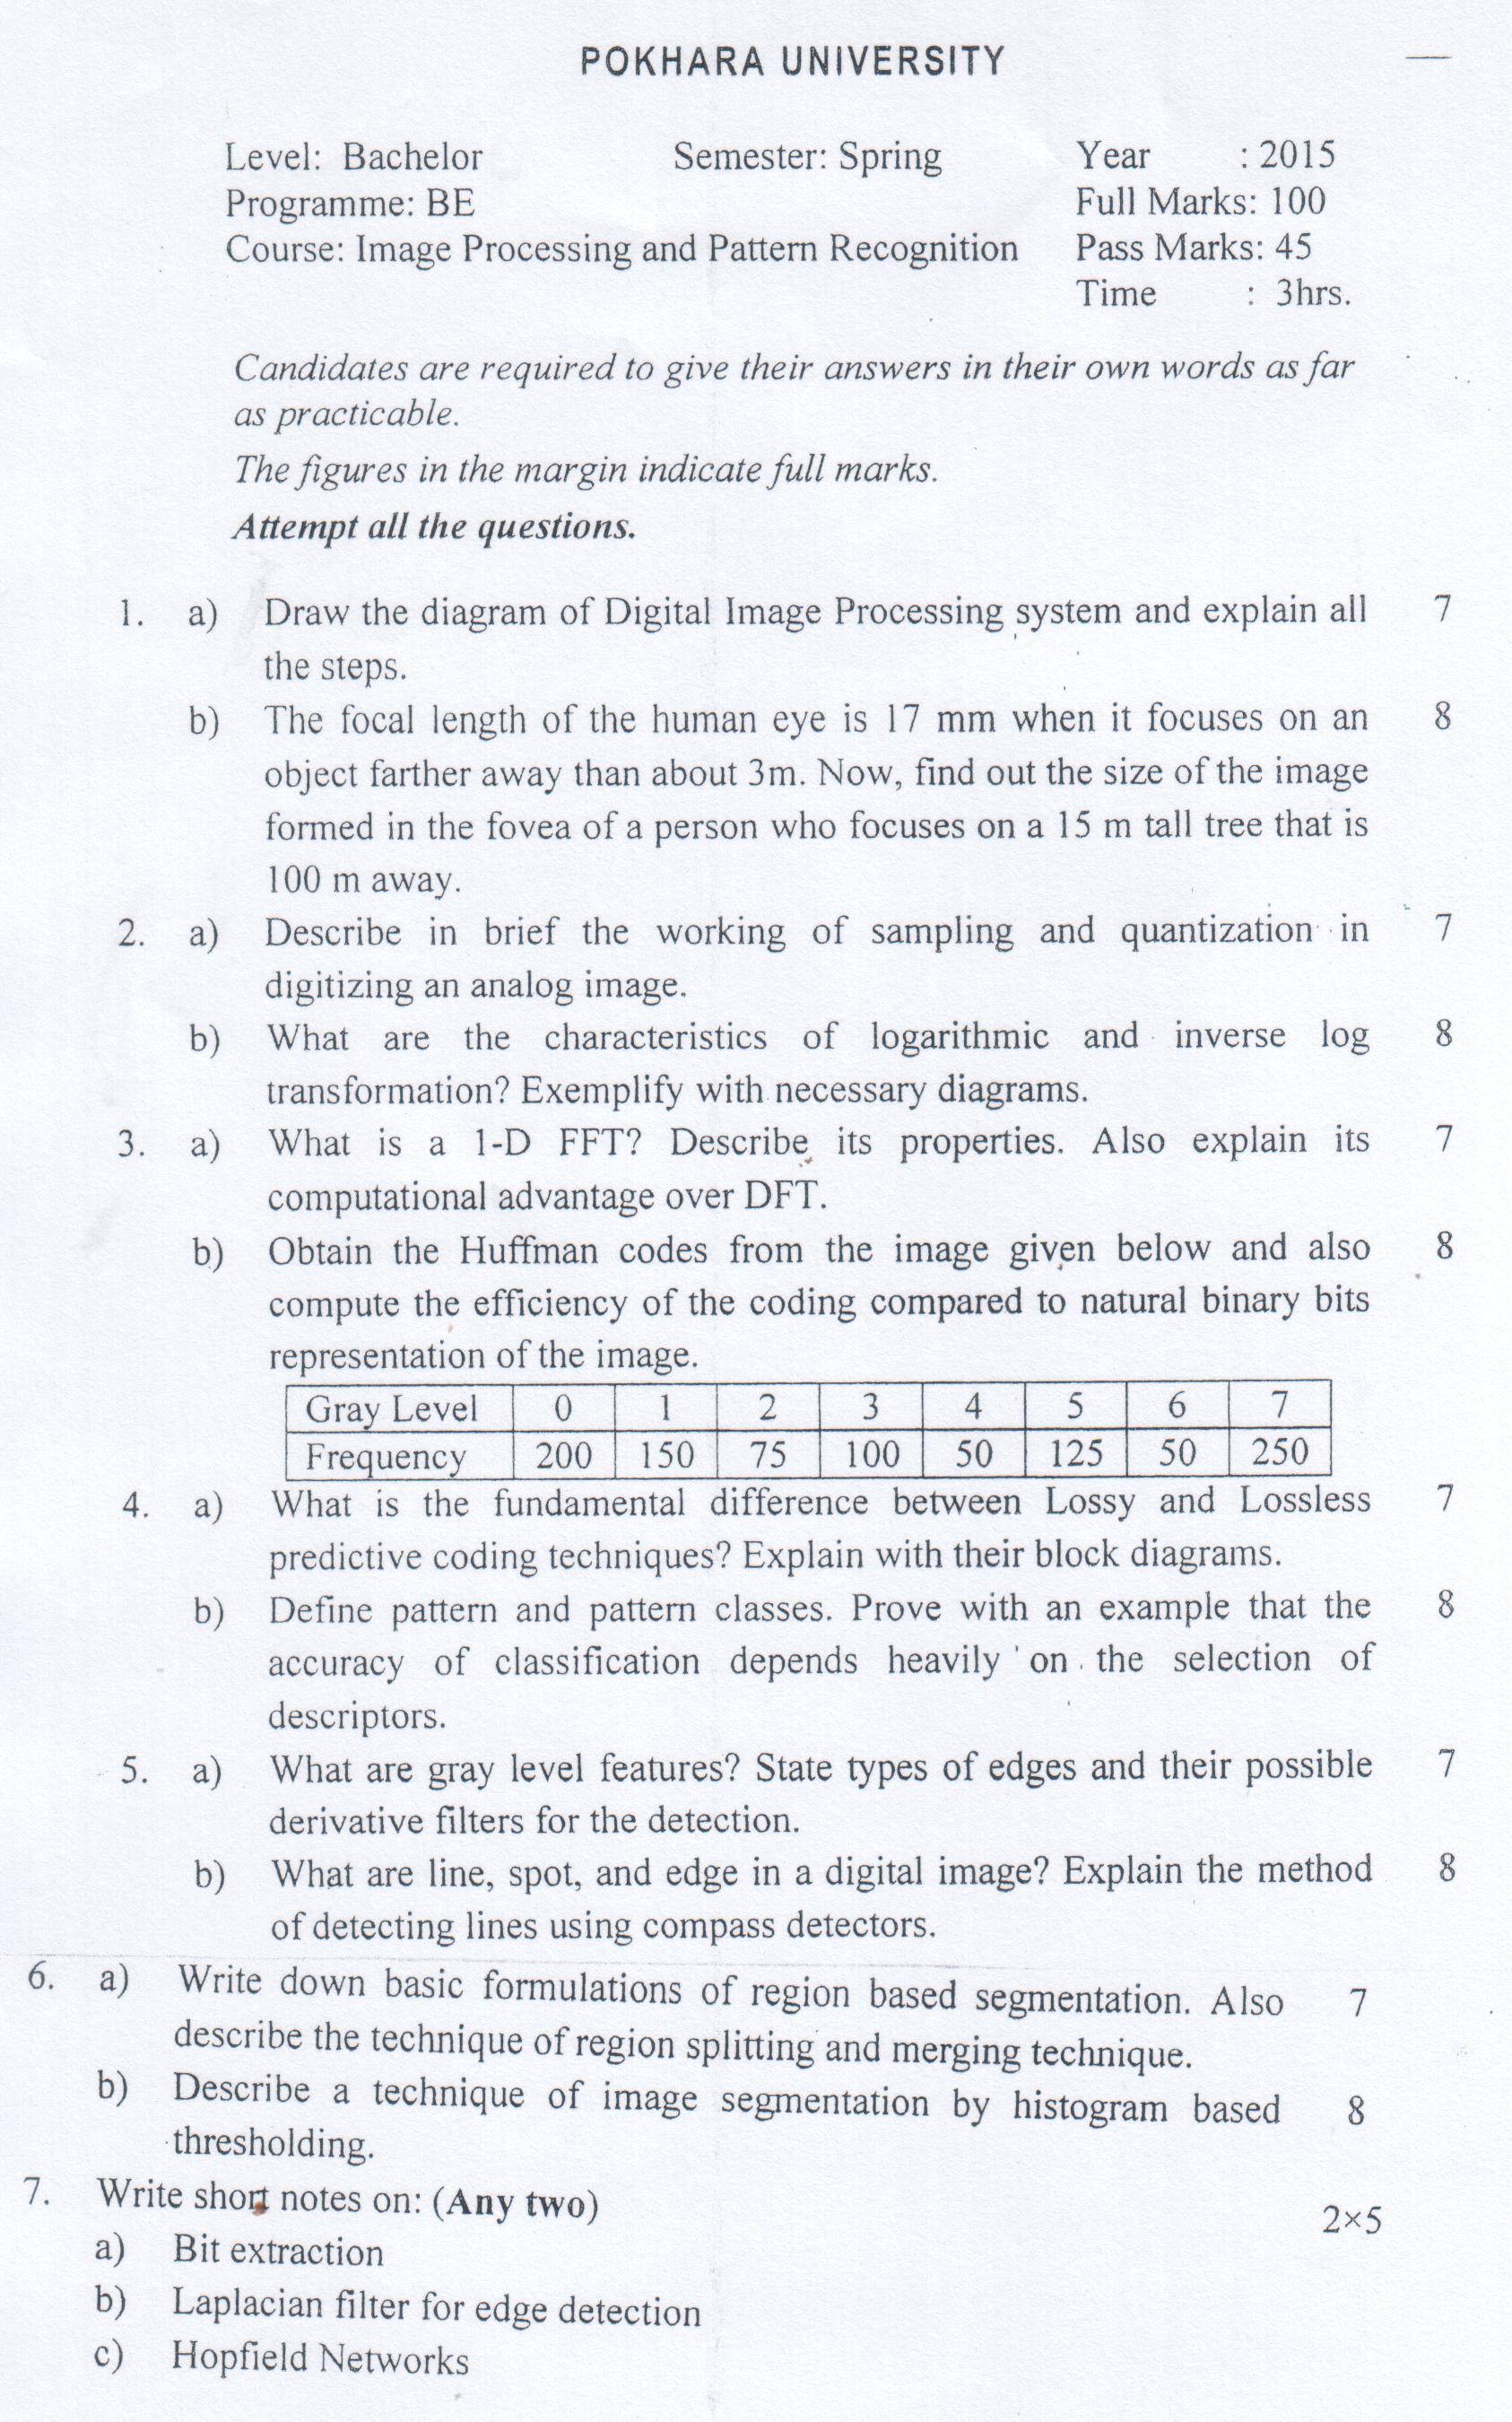 POKHARA UNIVERSITY
Level: Bachelor Semester: Spring Year : 2015
Programme: BE Full Marks: 100
Course: Image Processing and Pattern Recognition Pass Marks: 45
Time : 3hrs.
Candidates are required to give their answers in their own words as far
as practicable.
The figures in the margin indicate full marks.
Attempt all the questions.
1. a) Draw the diagram of Digital Image Processing system and explain all 7
the steps.
b) The focal length of the human eye is 17 mm when it focuses on an 8
object farther away than about 3m. Now, find out the size of the image
formed in the fovea of a person who focuses on a 15 m tall tree that is
100 m away.
2. a) Describe in brief the working of sampling and quantization in 7
digitizing an analog image.
b) What are the characteristics of logarithmic and inverse log 8
transformation? Exemplify with necessary diagrams.
3. a) What is a 1-D FFT? Describe its properties. Also explain its 7
computational advantage over DFT.
b) Obtain the Huffman codes from the image given below and also 8
compute the efficiency of the coding compared to natural binary bits
representation of the image.
Gray Level 0 1 2 3 4 5 6 7
Frequency 200 150 75 100 50 125 50 250
4. a) What is the fundamental difference between Lossy and Lossless 7
predictive coding techniques? Explain with their block diagrams.
b) Define pattern and pattern classes. Prove with an example that the 8
accuracy of classification depends heavily on the selection of
descriptors.
5. a) What are gray level features? State types of edges and their possible 7
derivative filters for the detection.
b) What are line, spot, and edge in a digital image? Explain the method 8
of detecting lines using compass detectors.
6. a) Write down basic formulations of region based segmentation. Also 7
describe the technique of region splitting and merging technique.
b) Describe a technique of image segmentation by histogram based 8
thresholding.
7. Write short notes on: (Any two) 2×5
a) Bit extraction
b) Laplacian filter for edge detection
c) Hopfield Networks